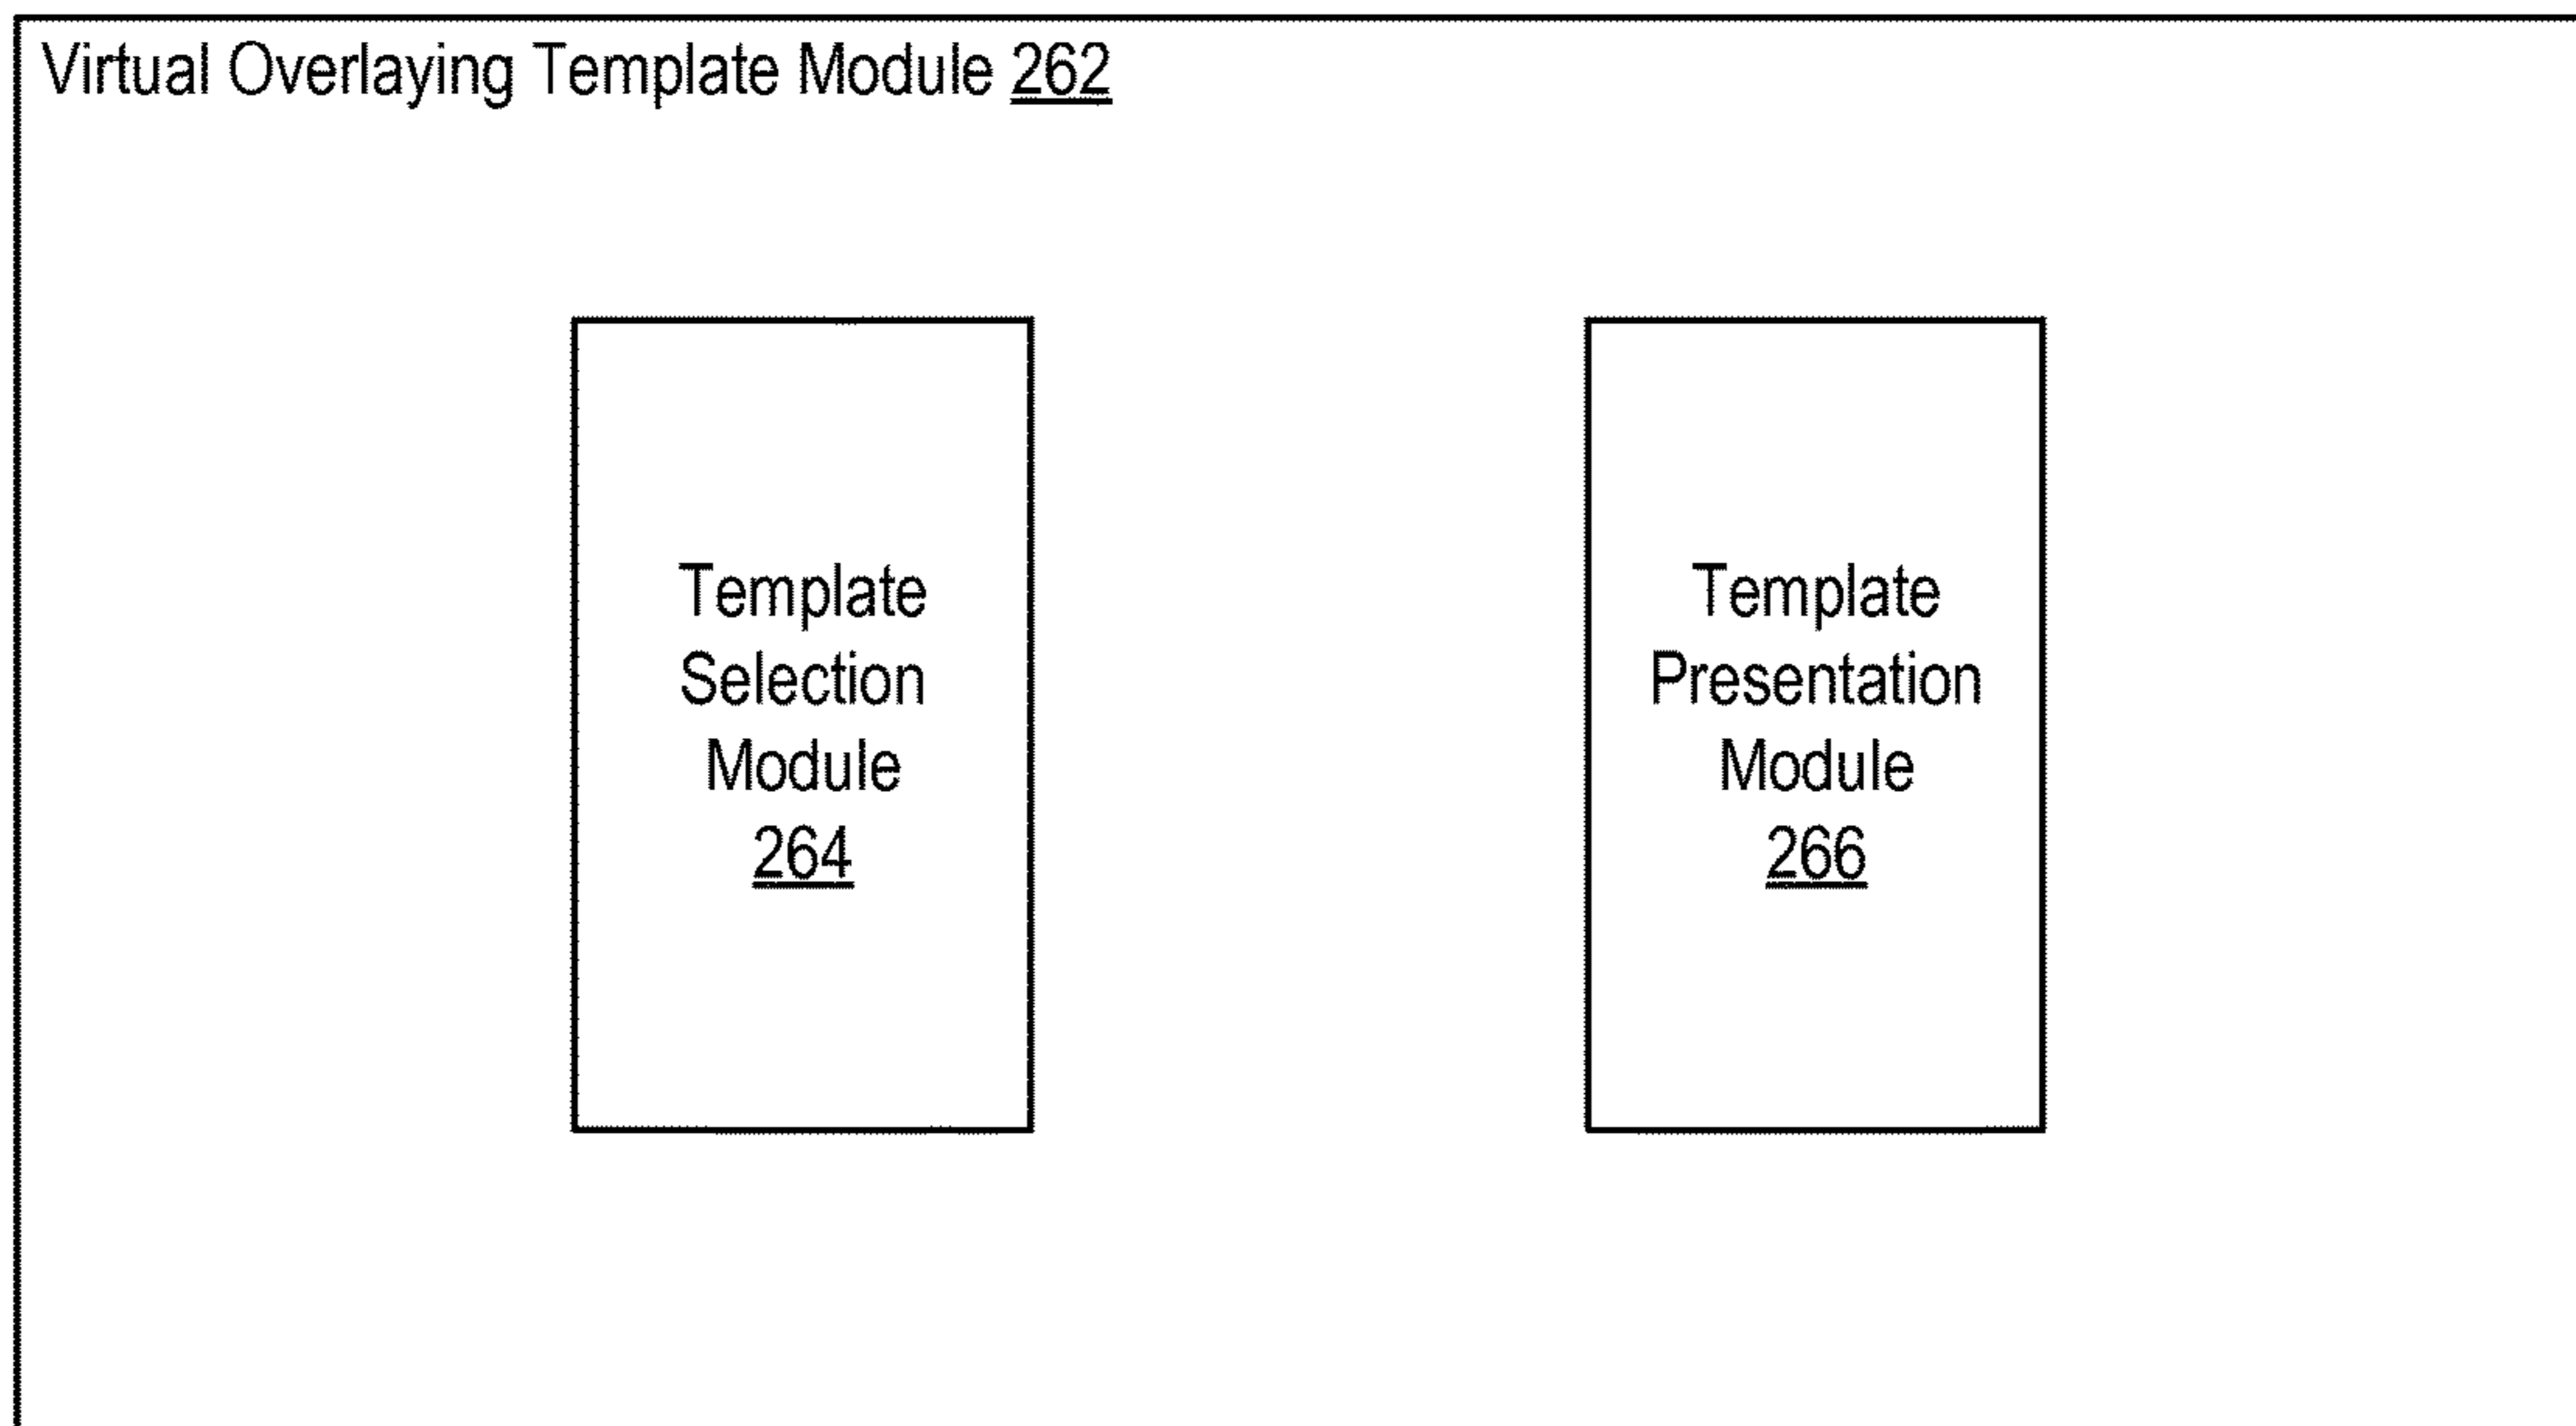 Virtual Overlaying Template Module 262
Template
Selection
Module
264
Template
Presentation
Module
266